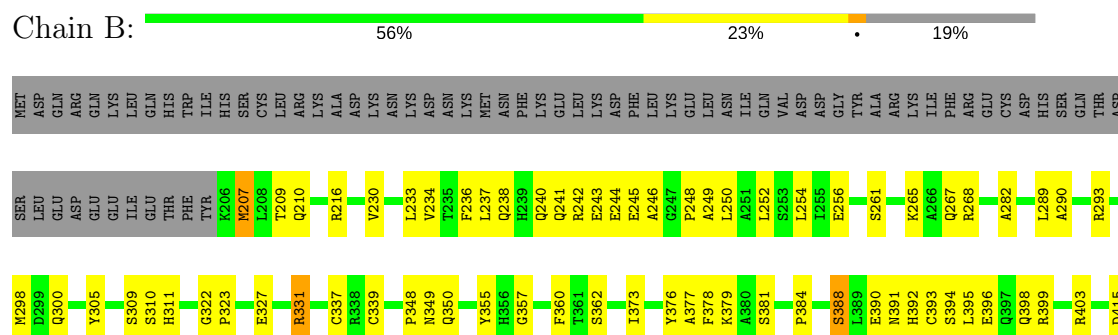 Chain B:
56% 23% • 19%
MET ASP GLN ARG GLN LYS LEU GLN HIS TRP ILE HIS SER CYS LEU ARG LYS ALA ASP LYS ASN LYS ASP ASN LYS MET ASN PHE LYS GLU LEU LYS GLU ASP PHE LEU LYS GLU LEU ASN ILE GLN VAL ASP ASP GLY TYR ALA ARG LYS ILE PHE ARG GLU CYS ASP HIS SER GLN THR ASP
SER LEU GLU ASP GLU GLU ILE GLU THR PHE TYR K206 M207 L208 T209 Q210 R216 V230 L233 V234 T235 F236 L237 Q238 H239 Q240 Q241 R242 E243 E244 E245 A246 G247 P248 A249 L250 A251 L252 S253 L254 I255 E256 S261 K265 A266 Q267 R268 A282 L289 A290 R293
M298 D299 Q300 Y305 S309 S310 H311 G322 P323 E327 R331 C337 R338 C339 P348 N349 Q350 Y355 H356 G357 F360 T361 S362 I373 Y376 A377 F378 K379 A380 S381 P384 S388 L389 E390 N391 H392 C393 S394 L395 E396 Q397 Q398 R399 R403